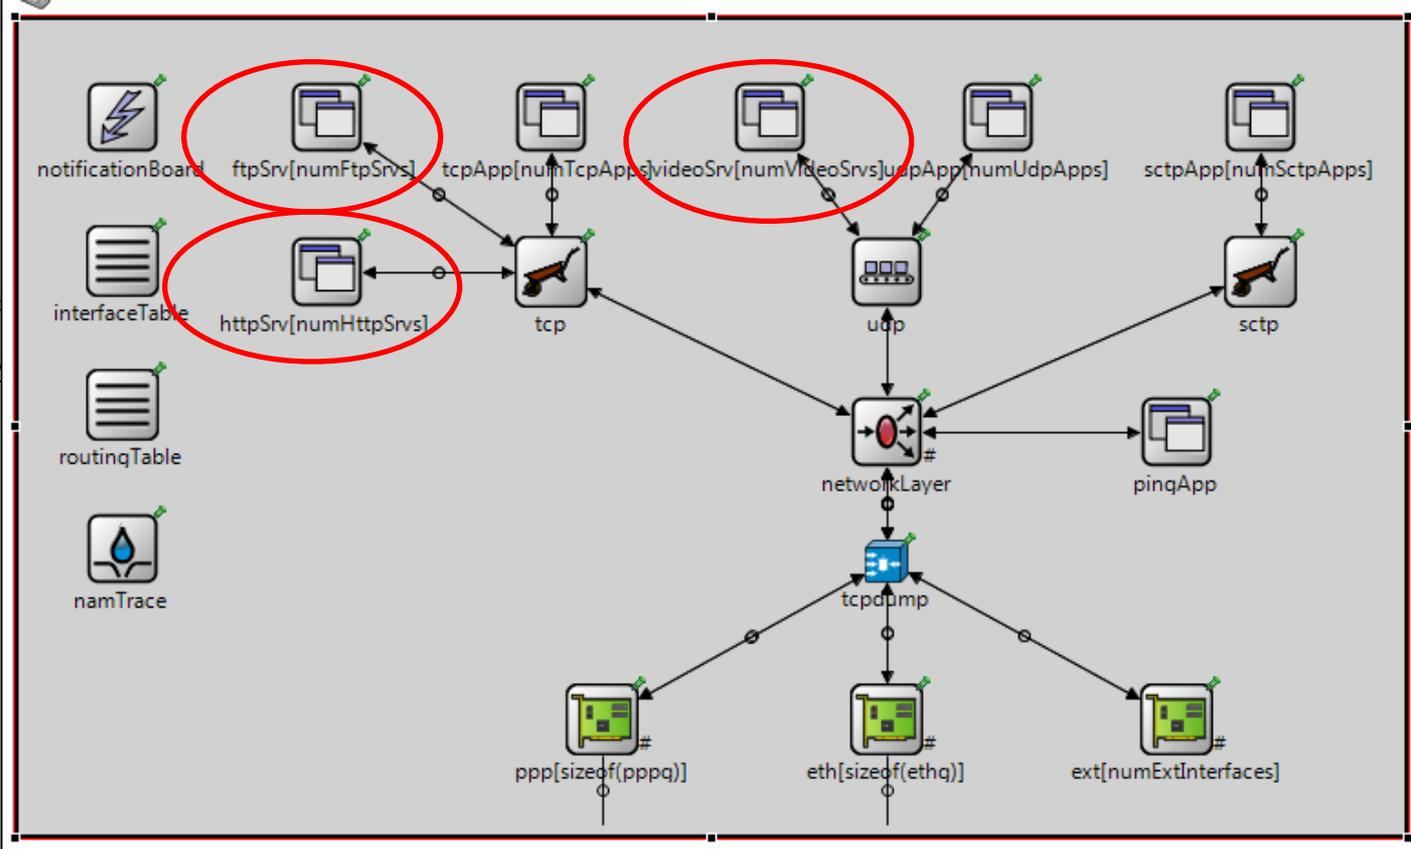 notificationBoard
ftpSrv[numFtpSrvs]
tcpApp[numTcpApps]
videoSrv[numVideoSrvs]
udpApp[numUdpApps]
sctpApp[numSctpApps]
interfaceTable
httpSrv[numHttpSrvs]
tcp
udp
sctp
routingTable
networkLayer
#
pingApp
namTrace
tcpdump
#
#
#
ppp[sizeof(pppg)]
eth[sizeof(ethg)]
ext[numExtInterfaces]